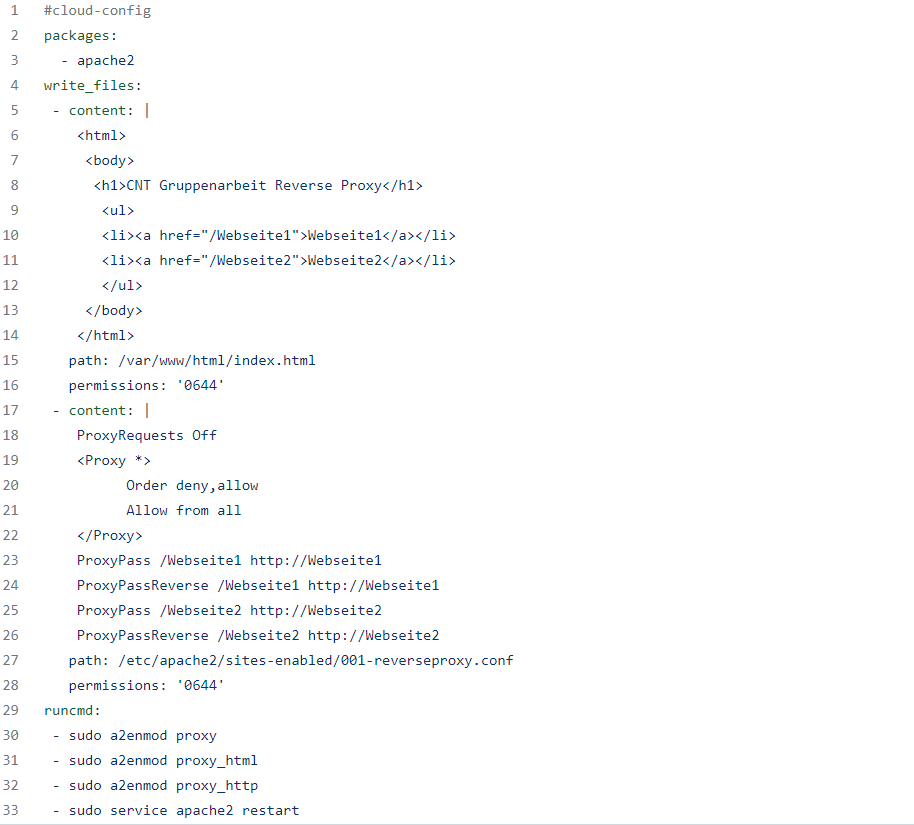 1 #cloud-config
2 packages:
3   - apache2
4 write_files:
5  - content: |
6     <html>
7      <body>
8       <h1>CNT Gruppenarbeit Reverse Proxy</h1>
9        <ul>
10        <li><a href="/Webseite1">Webseite1</a></li>
11        <li><a href="/Webseite2">Webseite2</a></li>
12        </ul>
13      </body>
14     </html>
15    path: /var/www/html/index.html
16    permissions: '0644'
17  - content: |
18     ProxyRequests Off
19     <Proxy *>
20           Order deny,allow
21           Allow from all
22     </Proxy>
23     ProxyPass /Webseite1 http://Webseite1
24     ProxyPassReverse /Webseite1 http://Webseite1
25     ProxyPass /Webseite2 http://Webseite2
26     ProxyPassReverse /Webseite2 http://Webseite2
27    path: /etc/apache2/sites-enabled/001-reverseproxy.conf
28    permissions: '0644'
29 runcmd:
30  - sudo a2enmod proxy
31  - sudo a2enmod proxy_html
32  - sudo a2enmod proxy_http
33  - sudo service apache2 restart